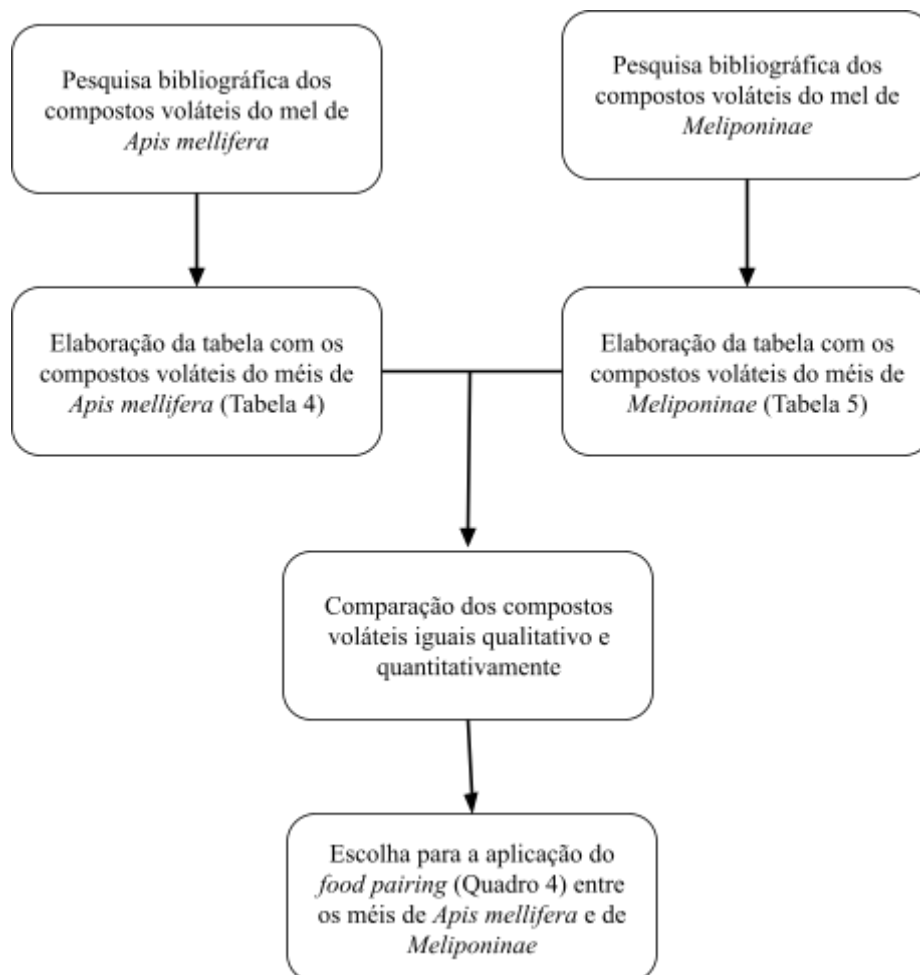 Pesquisa bibliográfica dos
compostos voláteis do mel de
Apis mellifera
Pesquisa bibliográfica dos
compostos voláteis do mel de
Meliponinae
Elaboração da tabela com os
compostos voláteis do méis de
Apis mellifera (Tabela 4)
Elaboração da tabela com os
compostos voláteis do méis de
Meliponinae (Tabela 5)
Comparação dos compostos
voláteis iguais qualitativo e
quantitativamente
Escolha para a aplicação do
food pairing (Quadro 4) entre
os méis de Apis mellifera e de
Meliponinae